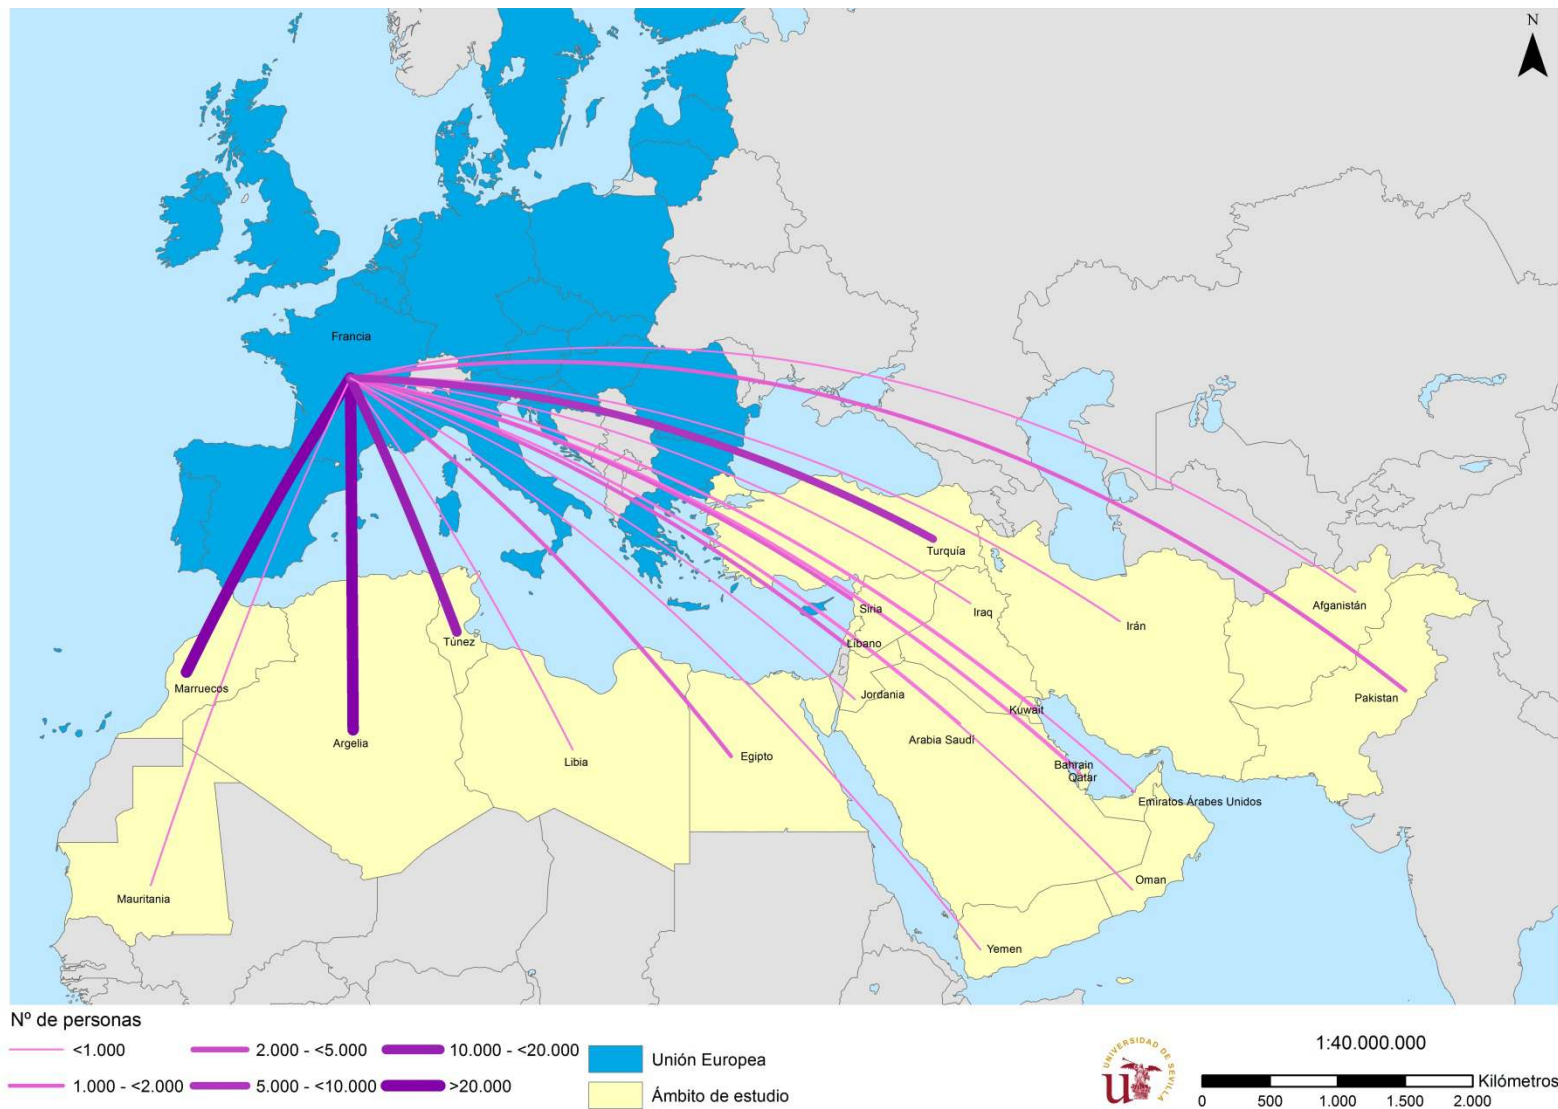 N
Francia
Turquía
Siria
Iraq
Afganistán
Irán
Líbano
Túnez
Marruecos
Jordania
Pakistan
Kuwait
Argelia
Arabia Saudí
Libia
Egipto
Bahrain
Qatar
Emiratos Árabes Unidos
Oman
Mauritania
Yemen
Nº de personas
<1.000
2.000 - <5.000
10.000 - <20.000
1.000 - <2.000
5.000 - <10.000
>20.000
Unión Europea
Ámbito de estudio
UNIVERSIDAD DE SEVILLA
u
1:40.000.000
Kilómetros
0 500 1.000 1.500 2.000